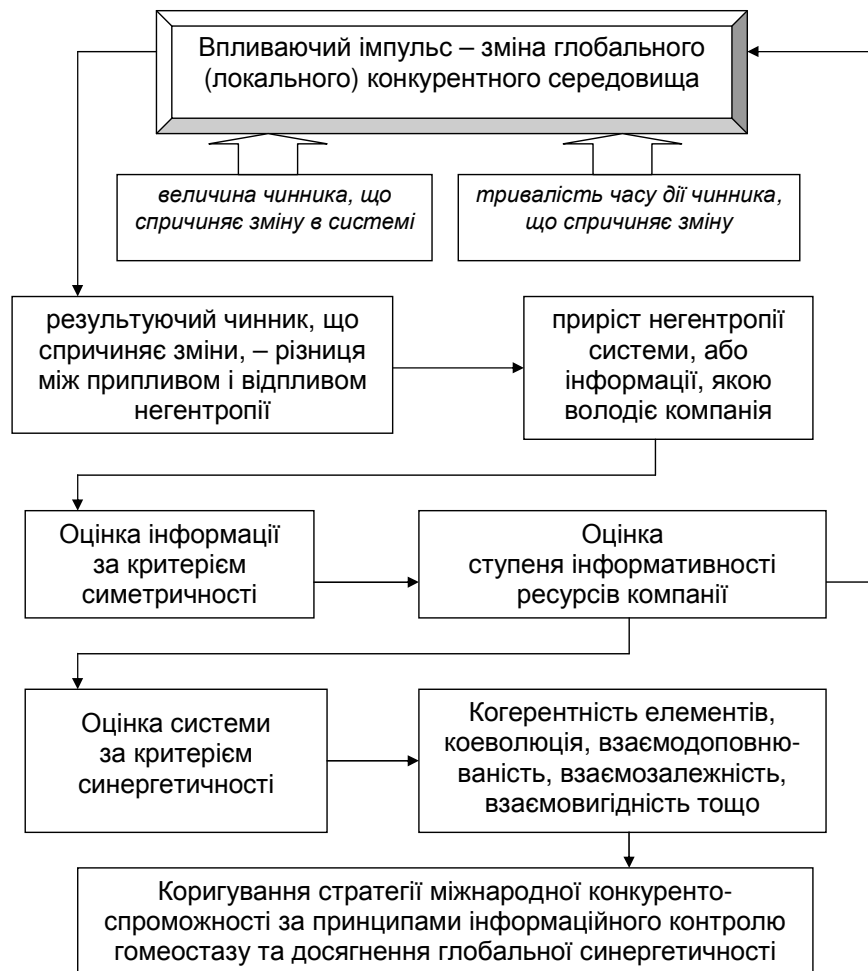 Впливаючий імпульс – зміна глобального
(локального) конкурентного середовища
величина чинника, що
спричиняє зміну в системі
тривалість часу дії чинника,
що спричиняє зміну
результуючий чинник, що
спричиняє зміни, – різниця
між припливом і відпливом
негентропії
приріст негентропії
системи, або
інформації, якою
володіє компанія
Оцінка інформації
за критерієм
симетричності
Оцінка
ступеня інформативності
ресурсів компанії
Оцінка системи
за критерієм
синергетичності
Когерентність елементів,
коеволюція, взаємодоповню-
ваність, взаємозалежність,
взаємовигідність тощо
Коригування стратегії міжнародної конкуренто-
спроможності за принципами інформаційного контролю
гомеостазу та досягнення глобальної синергетичності